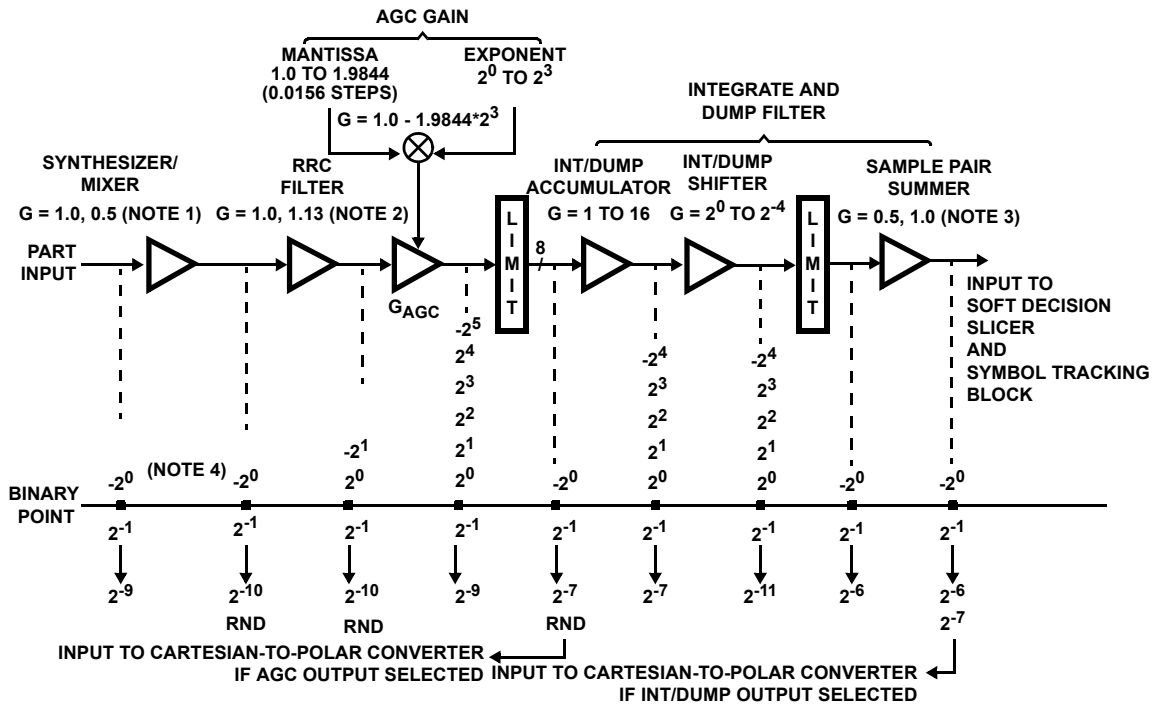 AGC GAIN
MANTISSA
1.0 TO 1.9844
(0.0156 STEPS)
EXPONENT
2^0 TO 2^3
G = 1.0 - 1.9844*2^3
INTEGRATE AND
DUMP FILTER
SYNTHESIZER/
MIXER
G = 1.0, 0.5 (NOTE 1)
RRC
FILTER
G = 1.0, 1.13 (NOTE 2)
INT/DUMP
ACCUMULATOR
G = 1 TO 16
INT/DUMP
SHIFTER
G = 2^0 TO 2^-4
SAMPLE PAIR
SUMMER
G = 0.5, 1.0 (NOTE 3)
PART
INPUT
G_AGC
LIMIT
8
LIMIT
INPUT TO
SOFT DECISION
SLICER
AND
SYMBOL TRACKING
BLOCK
-2^5
2^4 -2^4 -2^4
2^3 2^3 2^3
2^2 2^2 2^2
-2^1 2^1 2^1 2^1
-2^0 (NOTE 4) -2^0 2^0 2^0 -2^0 2^0 2^0 -2^0 -2^0
BINARY
POINT
2^-1 2^-1 2^-1 2^-1 2^-1 2^-1 2^-1 2^-1 2^-1
2^-9 2^-10 2^-10 2^-9 2^-7 2^-7 2^-11 2^-6 2^-6
RND RND RND 2^-7
INPUT TO CARTESIAN-TO-POLAR CONVERTER
IF AGC OUTPUT SELECTED
INPUT TO CARTESIAN-TO-POLAR CONVERTER
IF INT/DUMP OUTPUT SELECTED